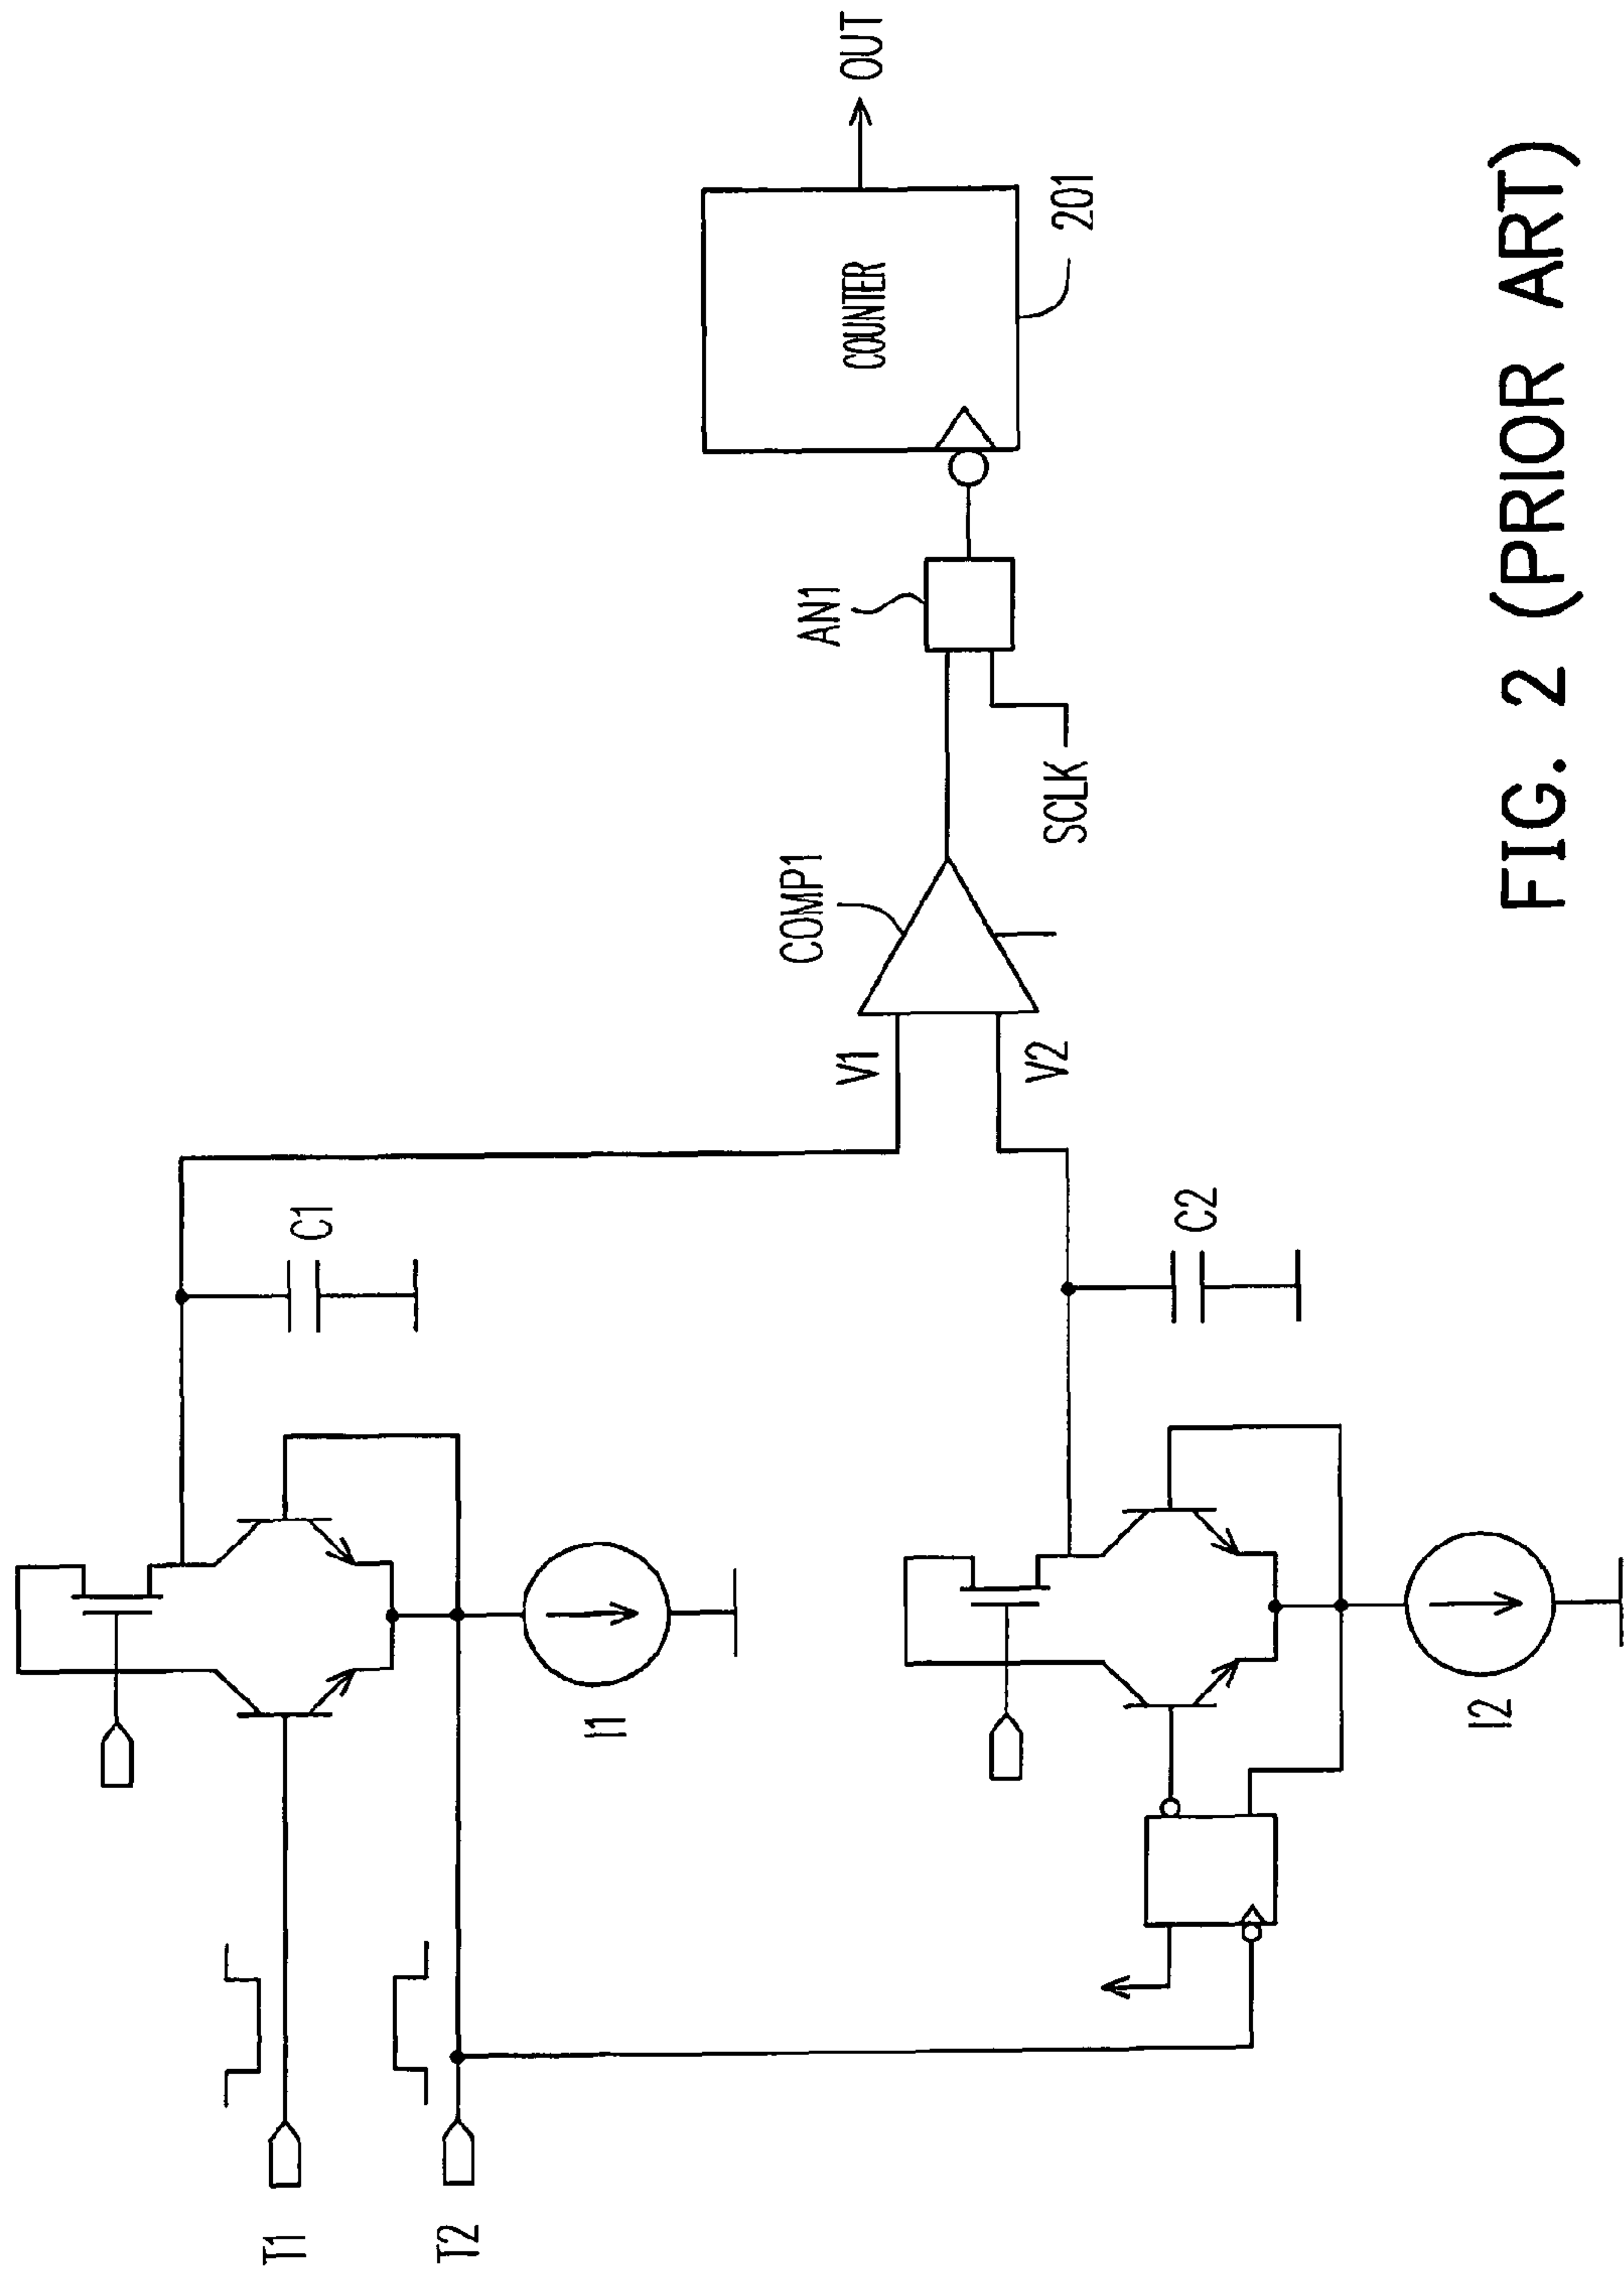 T1
T2
I1
I2
C1
C2
V1
V2
COMP1
SCLK
AN1
COUNTER
201
OUT
FIG. 2 (PRIOR ART)